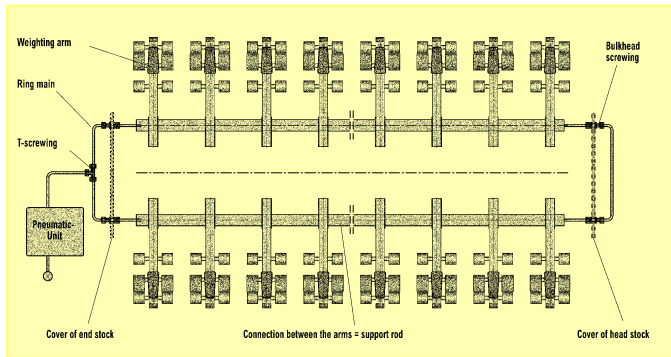 Weighting arm
Bulkhead
screwing
Ring main
T-screwing
Pneumatic-
Unit
Cover of end stock
Connection between the arms = support rod
Cover of head stock